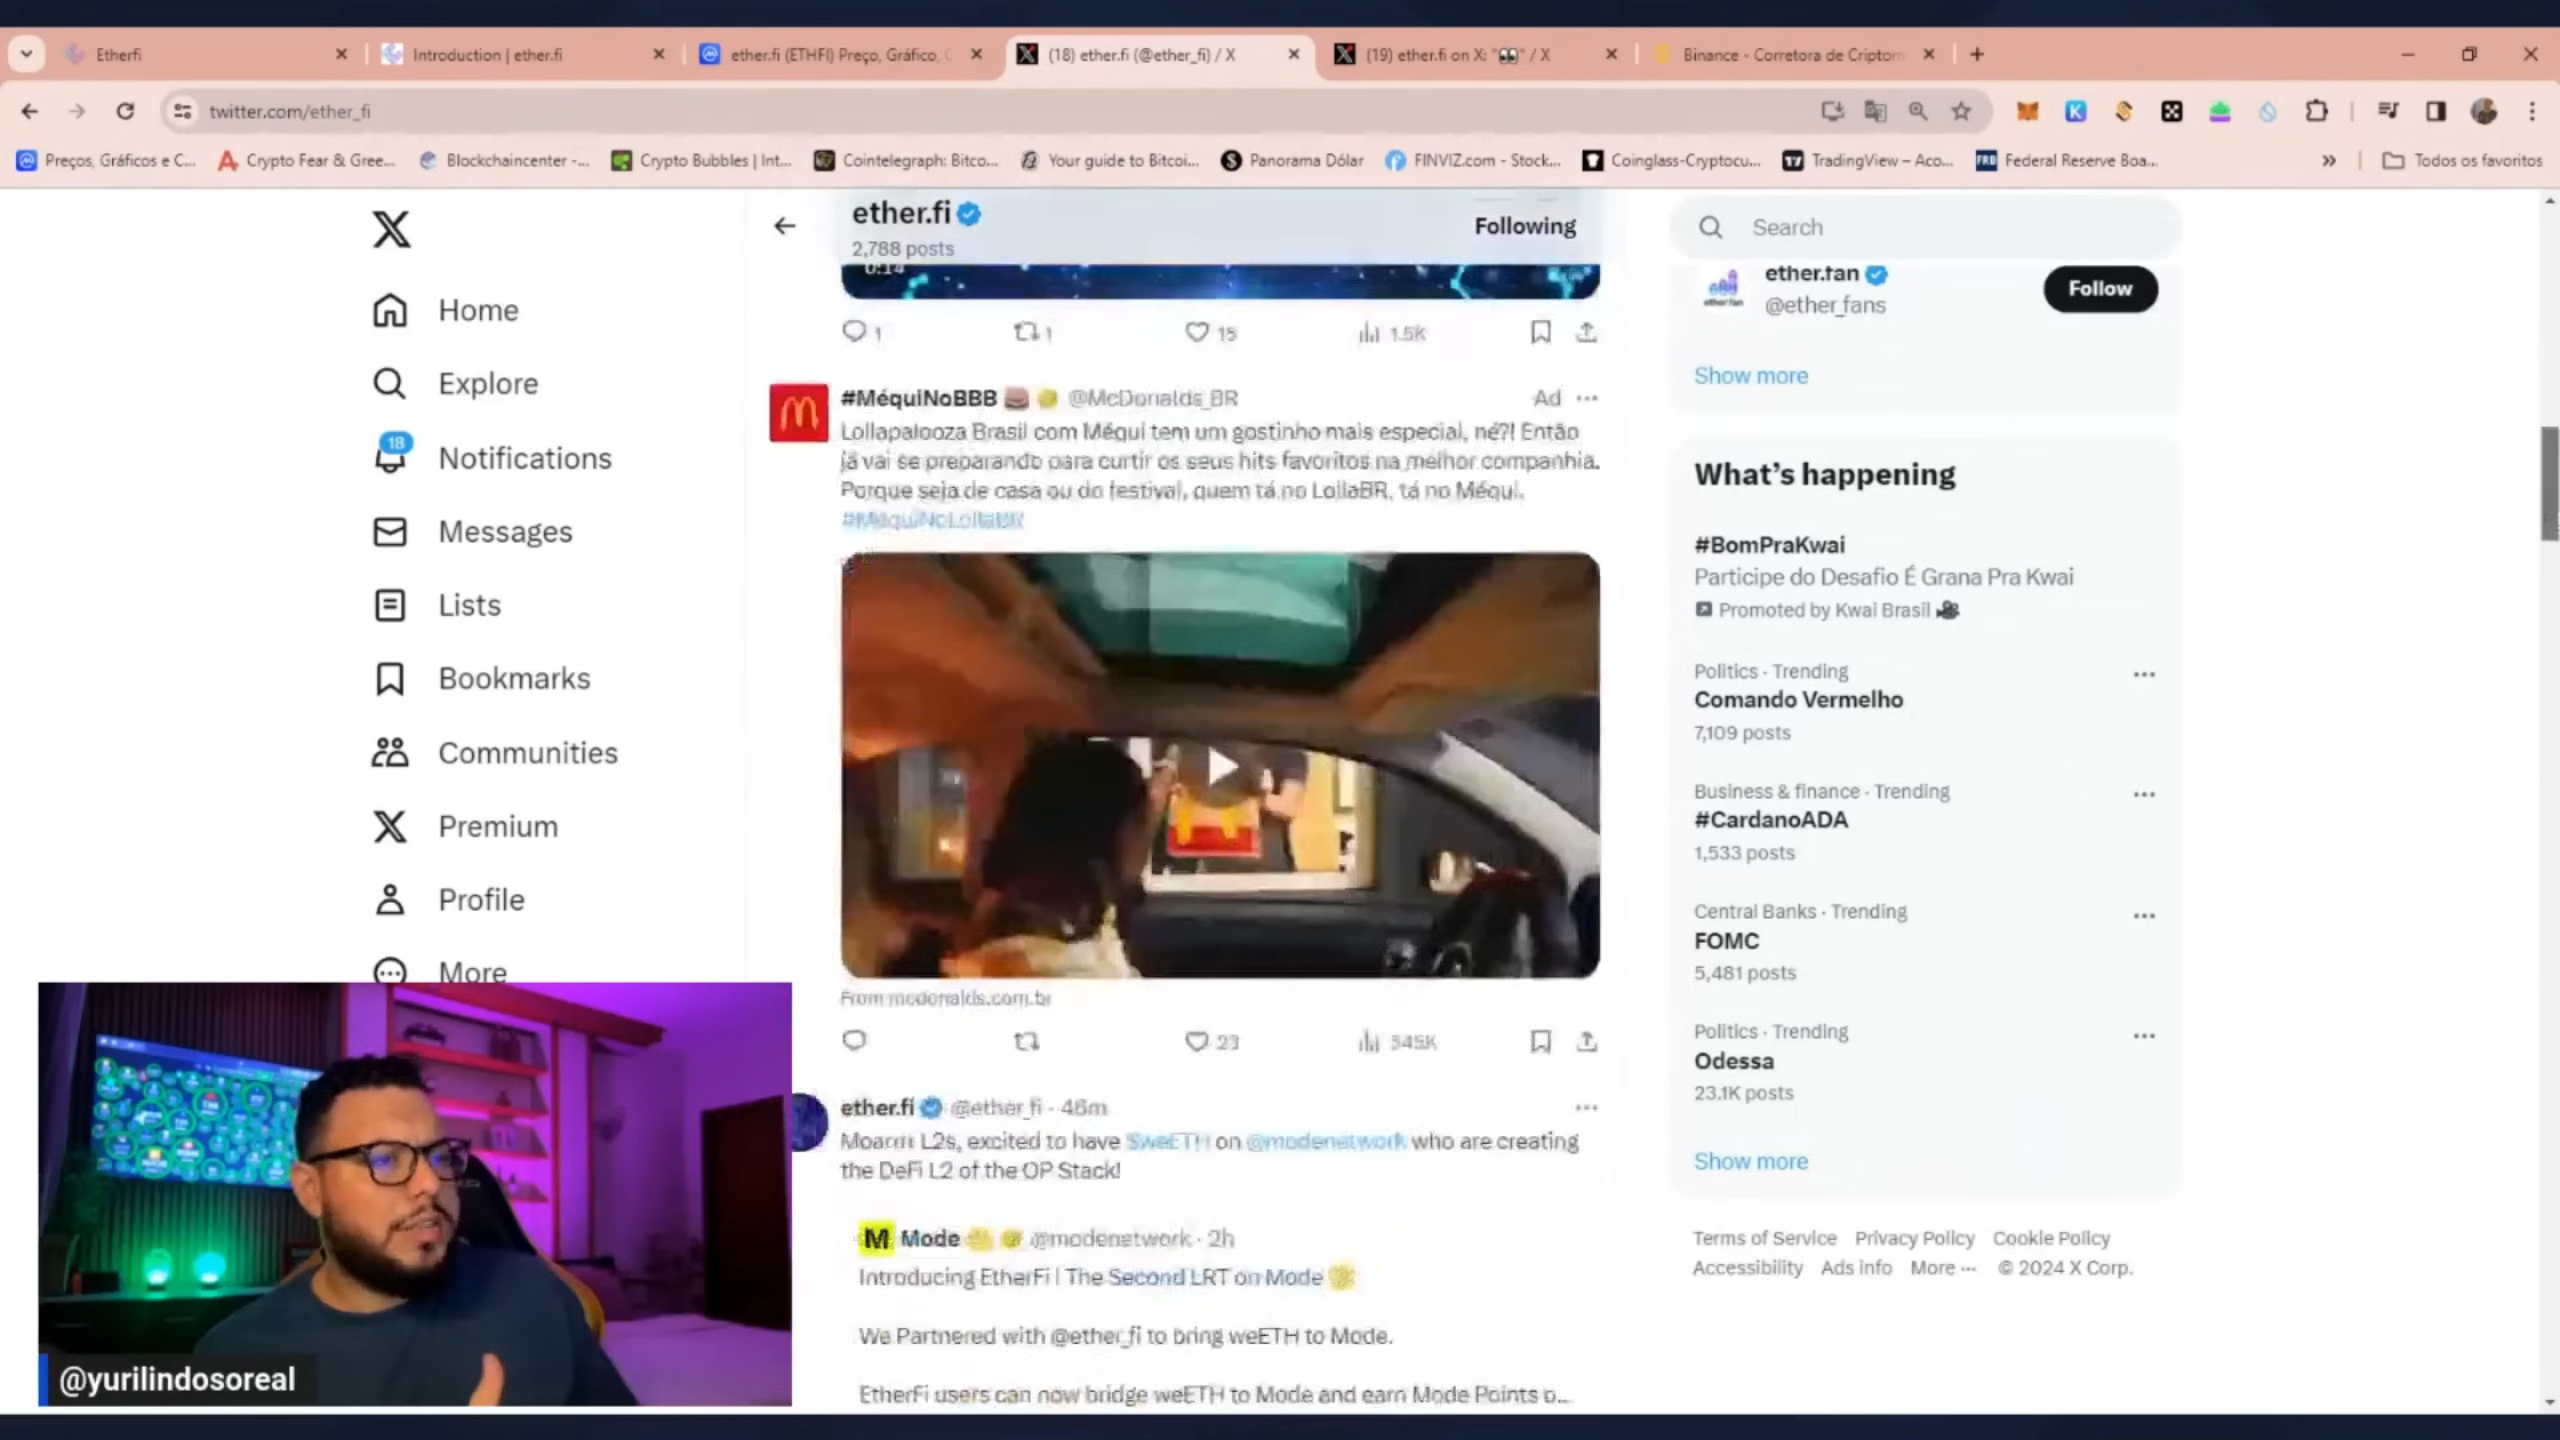 Etherfi
Introduction | ether.fi
ether.fi (ETHFI) Preço, Gráfico, C
(18) ether.fi (@ether_fi) / X
(19) ether.fi on X: "👀" / X
Binance - Corretora de Criptom
twitter.com/ether_fi
Preços, Gráficos e C...
Crypto Fear & Gree...
Blockchaincenter -...
Crypto Bubbles | Int...
Cointelegraph: Bitco...
Your guide to Bitcoi...
Panorama Dólar
FINVIZ.com - Stock...
Coinglass-Cryptocu...
TradingView – Aco...
Federal Reserve Boa...
Todos os favoritos
Home
Explore
18
Notifications
Messages
Lists
Bookmarks
Communities
Premium
Profile
More
@yurilindosoreal
ether.fi
2,788 posts
Following
0:14
1 1 15 1.5K
#MéquiNoBBB 🍔 @McDonalds_BR
Ad
Lollapalooza Brasil com Méqui tem um gostinho mais especial, né?! Então
já vai se preparando para curtir os seus hits favoritos na melhor companhia.
Porque seja de casa ou do festival, quem tá no LollaBR, tá no Méqui.
#MéquiNoLollaBR
From mcdonalds.com.br
23 345K
ether.fi @ether_fi · 46m
L2s, excited to have $weETH on @modenetwork who are creating
the DeFi L2 of the OP Stack!
M Mode @modenetwork · 2h
Introducing EtherFi | The Second LRT on Mode
We Partnered with @ether_fi to bring weETH to Mode.
EtherFi users can now bridge weETH to Mode and earn Mode Points
Search
ether.fan
@ether_fans
Follow
Show more
What’s happening
#BomPraKwai
Participe do Desafio É Grana Pra Kwai
Promoted by Kwai Brasil
Politics · Trending
Comando Vermelho
7,109 posts
Business & finance · Trending
#CardanoADA
1,533 posts
Central Banks · Trending
FOMC
5,481 posts
Politics · Trending
Odessa
23.1K posts
Show more
Terms of Service Privacy Policy Cookie Policy
Accessibility Ads info More ··· © 2024 X Corp.